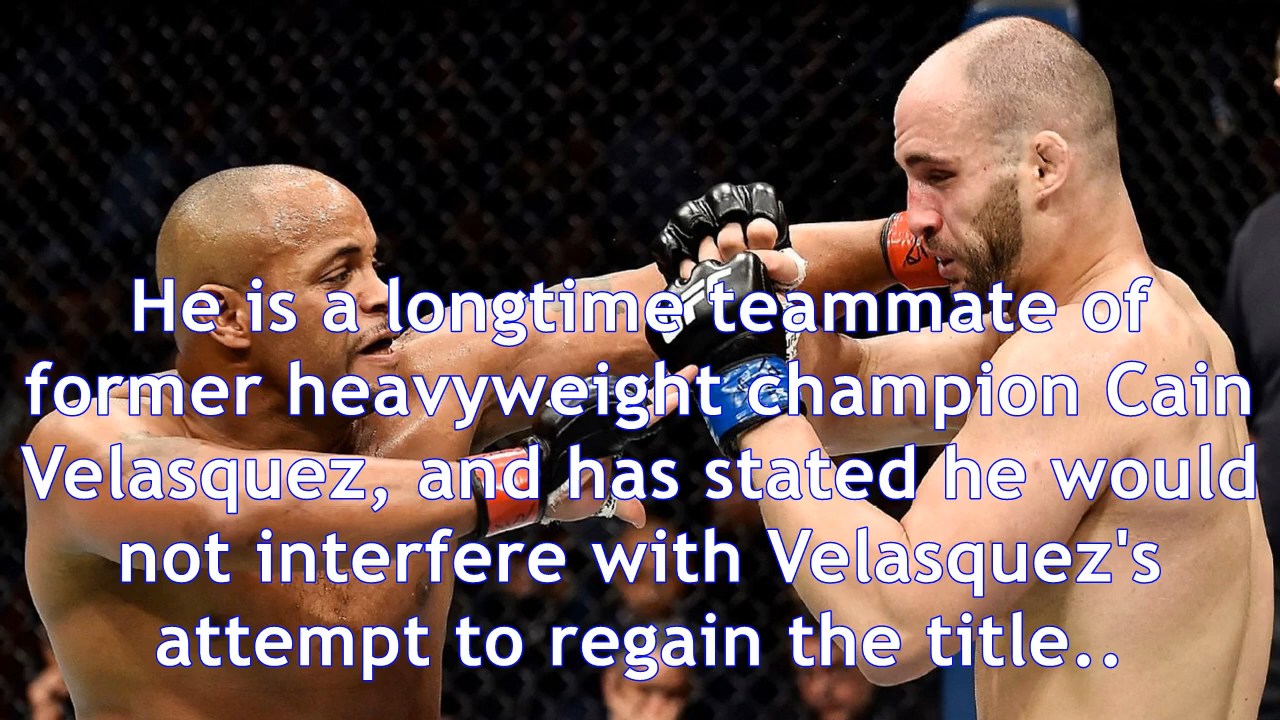 He is a longtime teammate of
former heavyweight champion Cain
Velasquez, and has stated he would
not interfere with Velasquez's
attempt to regain the title..